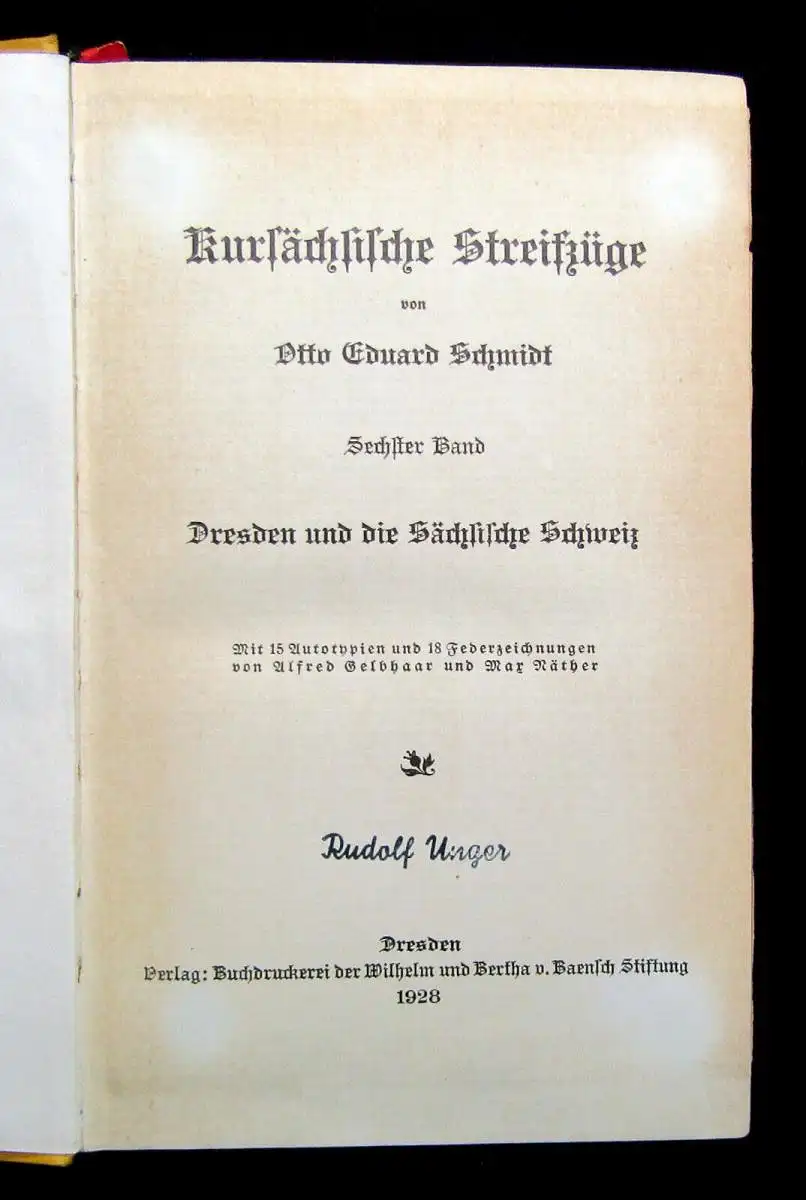 Kursächsische Streifzüge
von
Otto Eduard Schmidt
Sechster Band
Dresden und die Sächsische Schweiz
Mit 15 Autotypien und 18 Federzeichnungen
von Alfred Gelbhaar und Max Näther
Rudolf Unger
Dresden
Verlag: Buchdruckerei der Wilhelm und Bertha v. Baensch Stiftung
1928